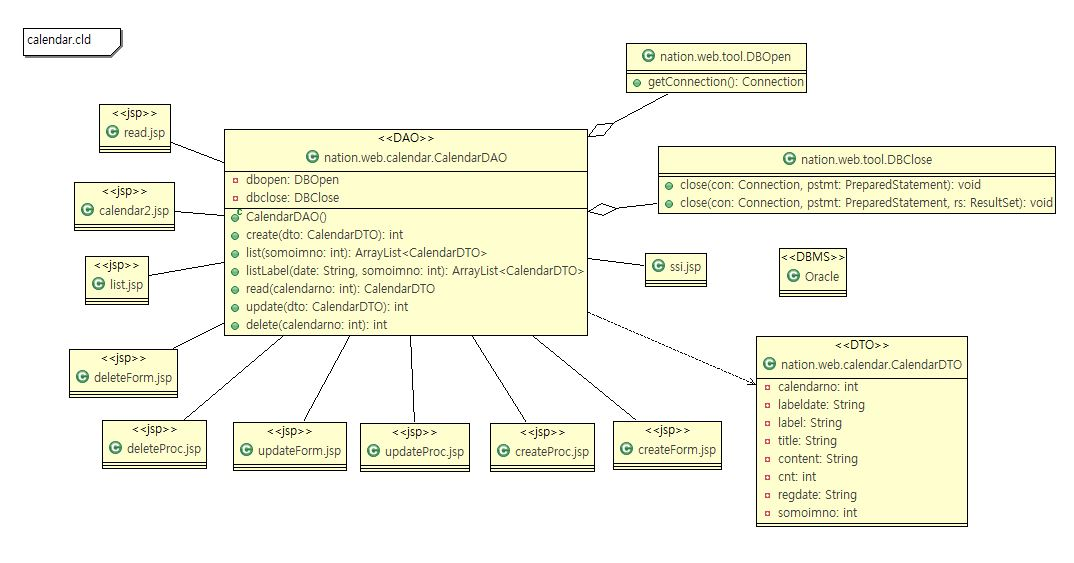 calendar.cld
nation.web.tool.DBOpen
getConnection(): Connection
<<jsp>>
read.jsp
<<DAO>>
nation.web.calendar.CalendarDAO
dbopen: DBOpen
dbclose: DBClose
CalendarDAO()
create(dto: CalendarDTO): int
list(somoimno: int): ArrayList<CalendarDTO>
listLabel(date: String, somoimno: int): ArrayList<CalendarDTO>
read(calendarno: int): CalendarDTO
update(dto: CalendarDTO): int
delete(calendarno: int): int
nation.web.tool.DBClose
close(con: Connection, pstmt: PreparedStatement): void
close(con: Connection, pstmt: PreparedStatement, rs: ResultSet): void
<<jsp>>
calendar2.jsp
<<jsp>>
list.jsp
ssi.jsp
<<DBMS>>
Oracle
<<jsp>>
deleteForm.jsp
<<DTO>>
nation.web.calendar.CalendarDTO
calendarno: int
labeldate: String
label: String
title: String
content: String
cnt: int
regdate: String
somoimno: int
<<jsp>>
deleteProc.jsp
<<jsp>>
updateForm.jsp
<<jsp>>
updateProc.jsp
<<jsp>>
createProc.jsp
<<jsp>>
createForm.jsp